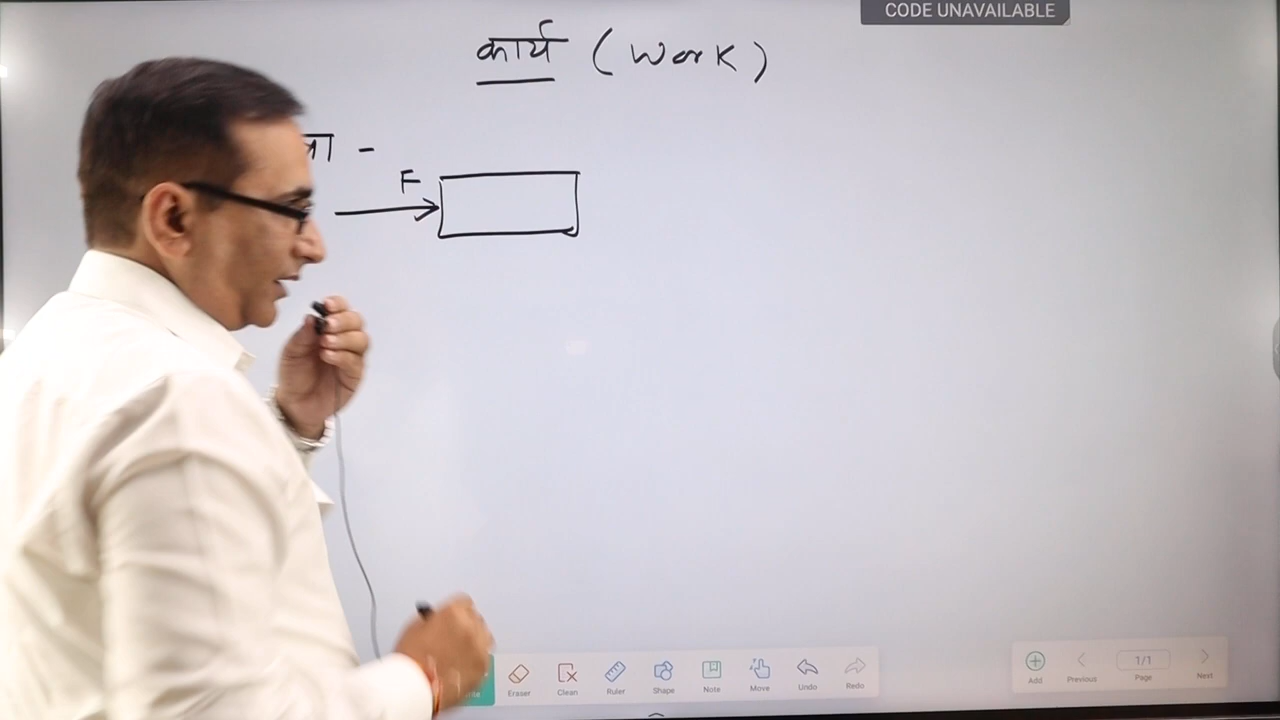 CODE UNAVAILABLE
कार्य (Work)
F
Eraser
Clean
Ruler
Shape
Note
Move
Undo
Redo
Add
Previous
1/1
Page
Next